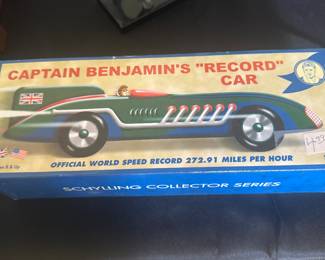 CAPTAIN BENJAMIN'S "RECORD"
CAR
OFFICIAL WORLD SPEED RECORD 272.91 MILES PER HOUR
SCHYLLING COLLECTOR SERIES